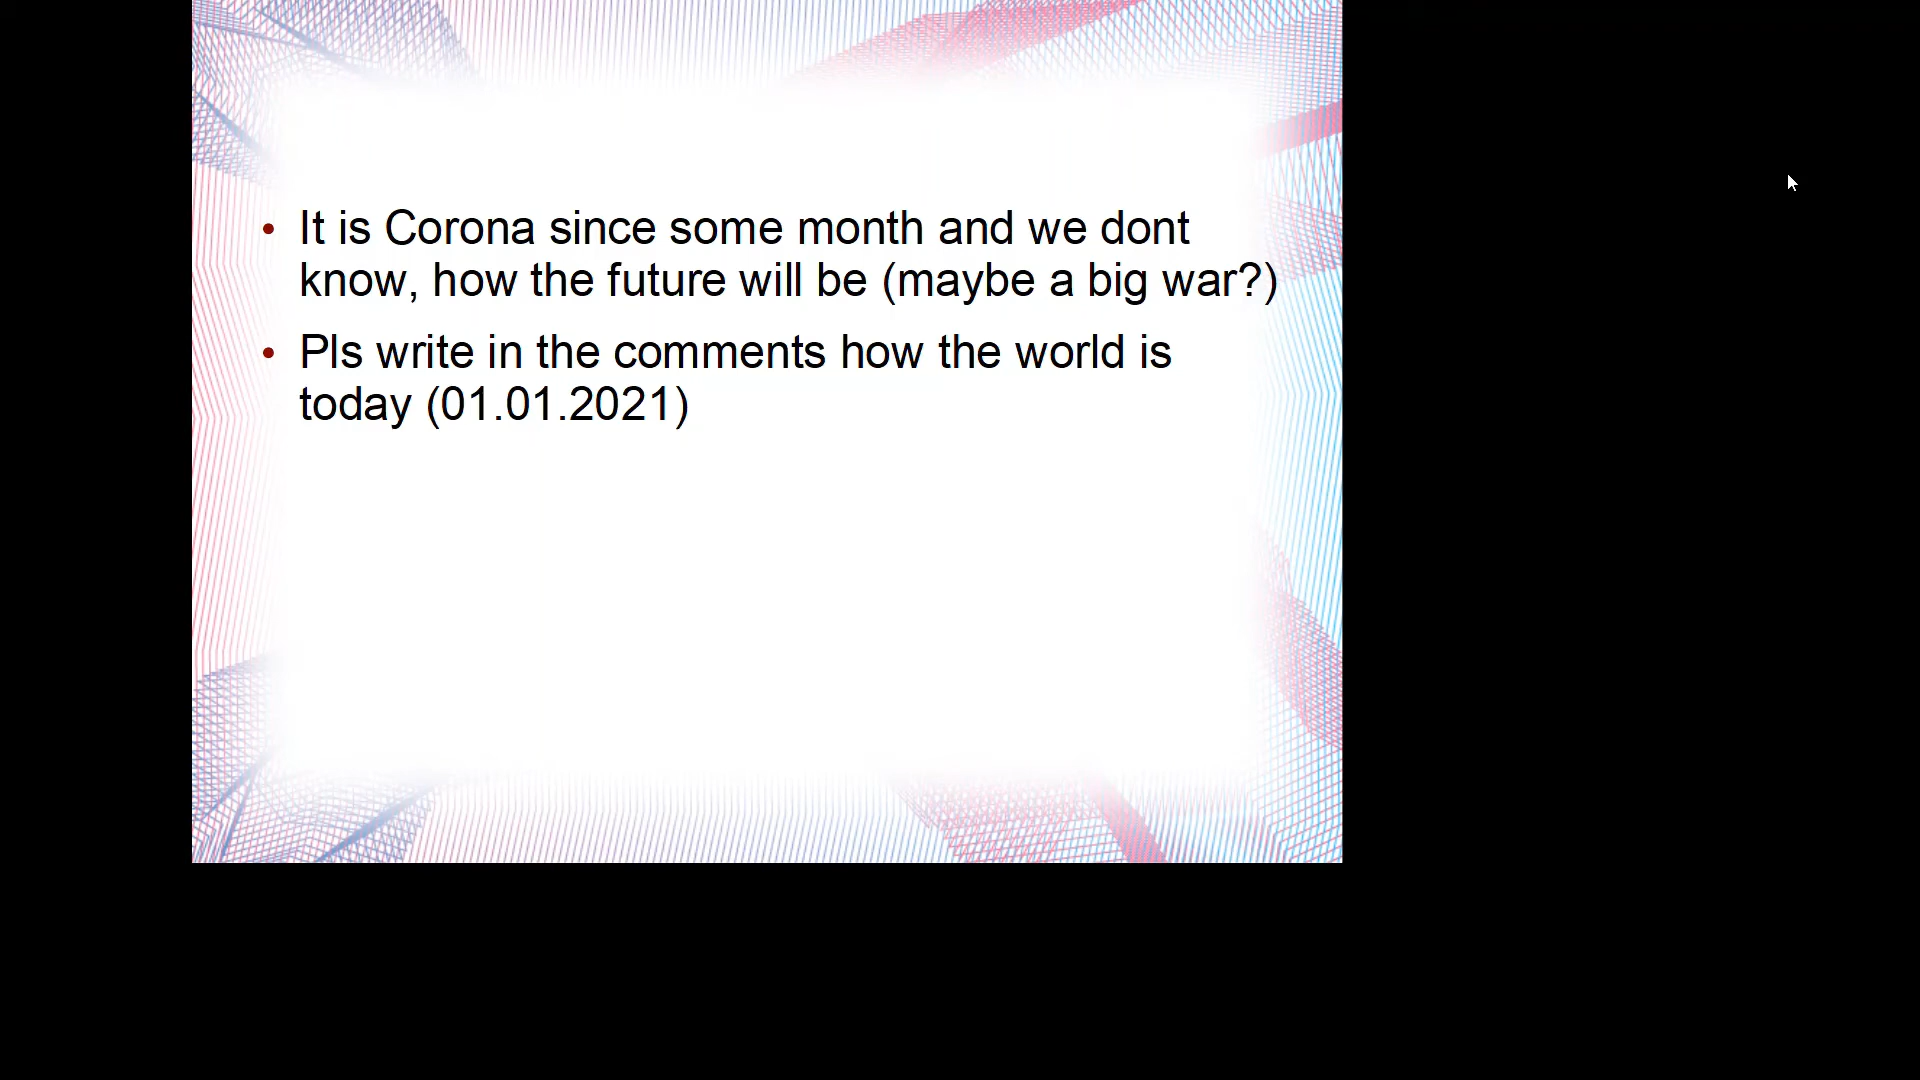 • It is Corona since some month and we dont
know, how the future will be (maybe a big war?)
• Pls write in the comments how the world is
today (01.01.2021)